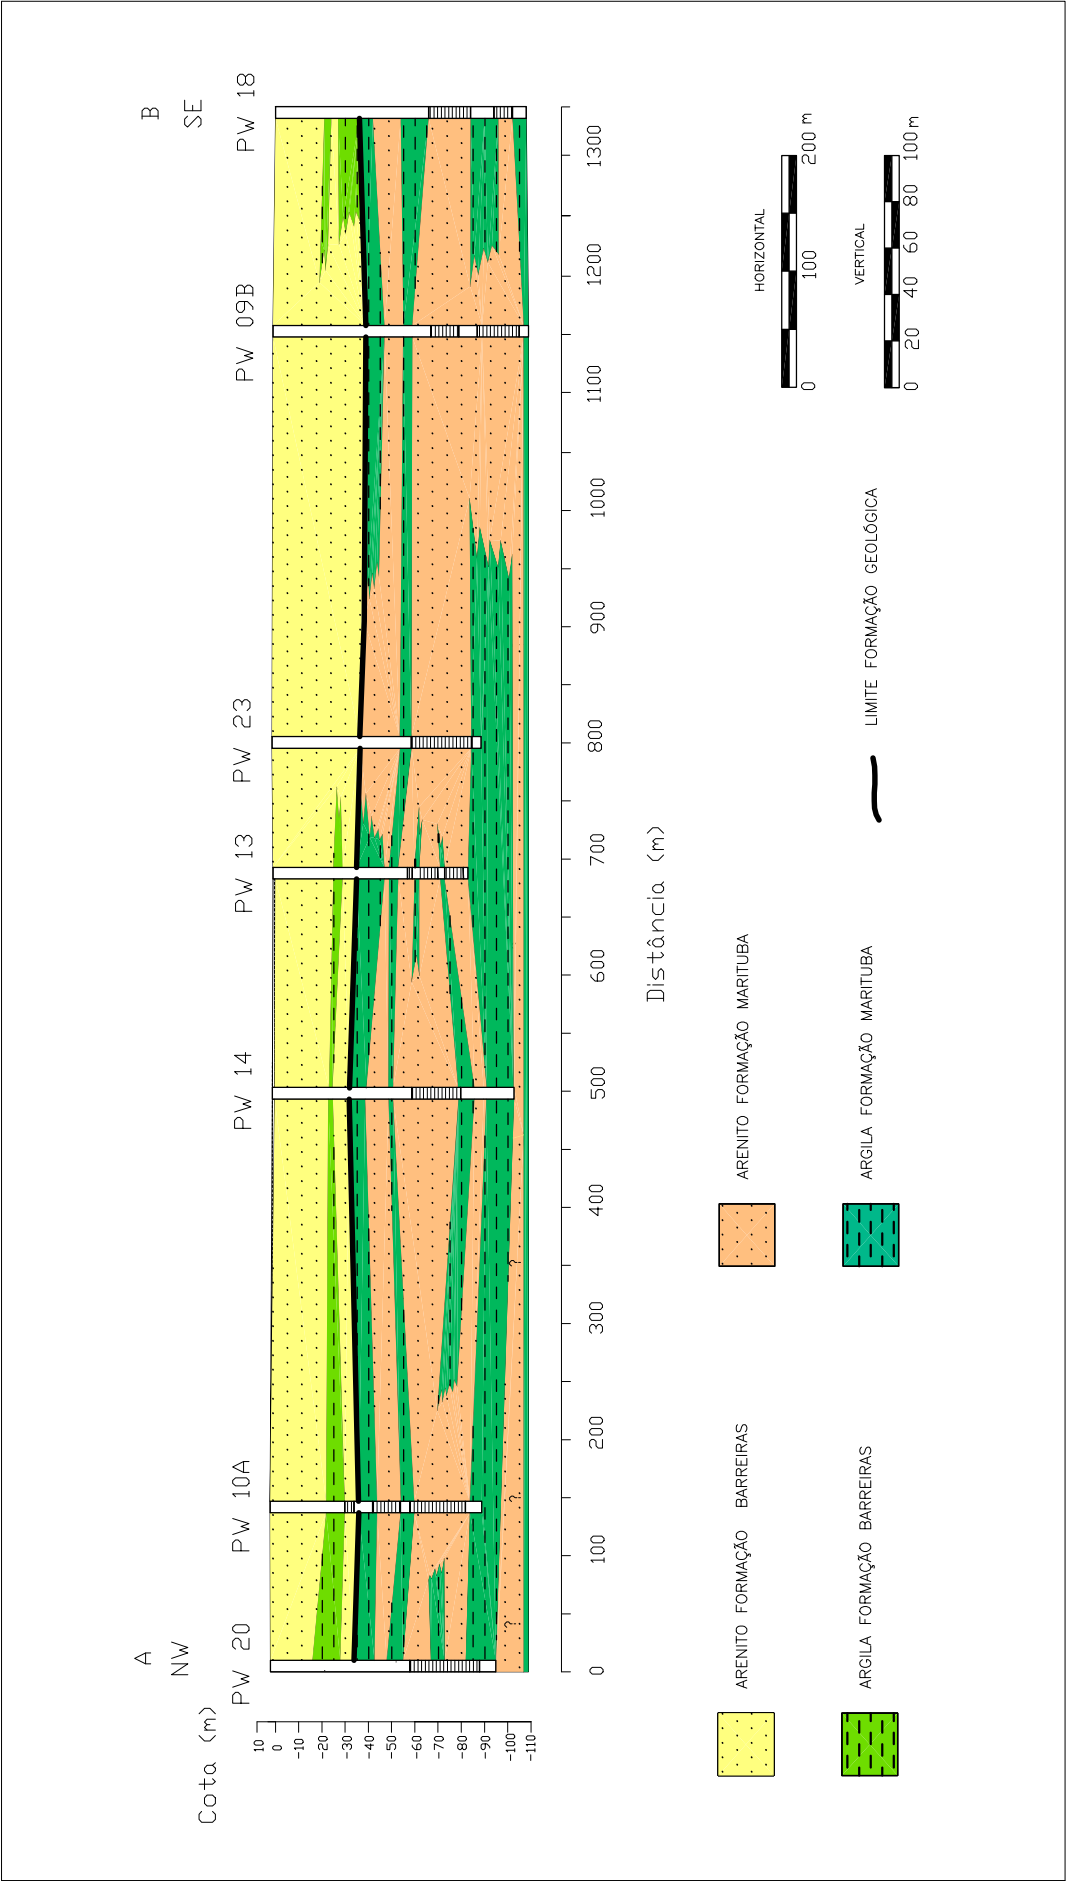 A
B
NW
SE
PW 20
PW 10A
PW 14
PW 13
PW 23
PW 09B
PW 18
Cota (m)
10
0
-10
-20
-30
-40
-50
-60
-70
-80
-90
-100
-110
?
?
?
0
100
200
300
400
500
600
700
800
900
1000
1100
1200
1300
Distância (m)
ARENITO FORMAÇÃO BARREIRAS
ARENITO FORMAÇÃO MARITUBA
ARGILA FORMAÇÃO BARREIRAS
ARGILA FORMAÇÃO MARITUBA
LIMITE FORMAÇÃO GEOLÓGICA
HORIZONTAL
0 100 200 m
VERTICAL
0 20 40 60 80 100 m